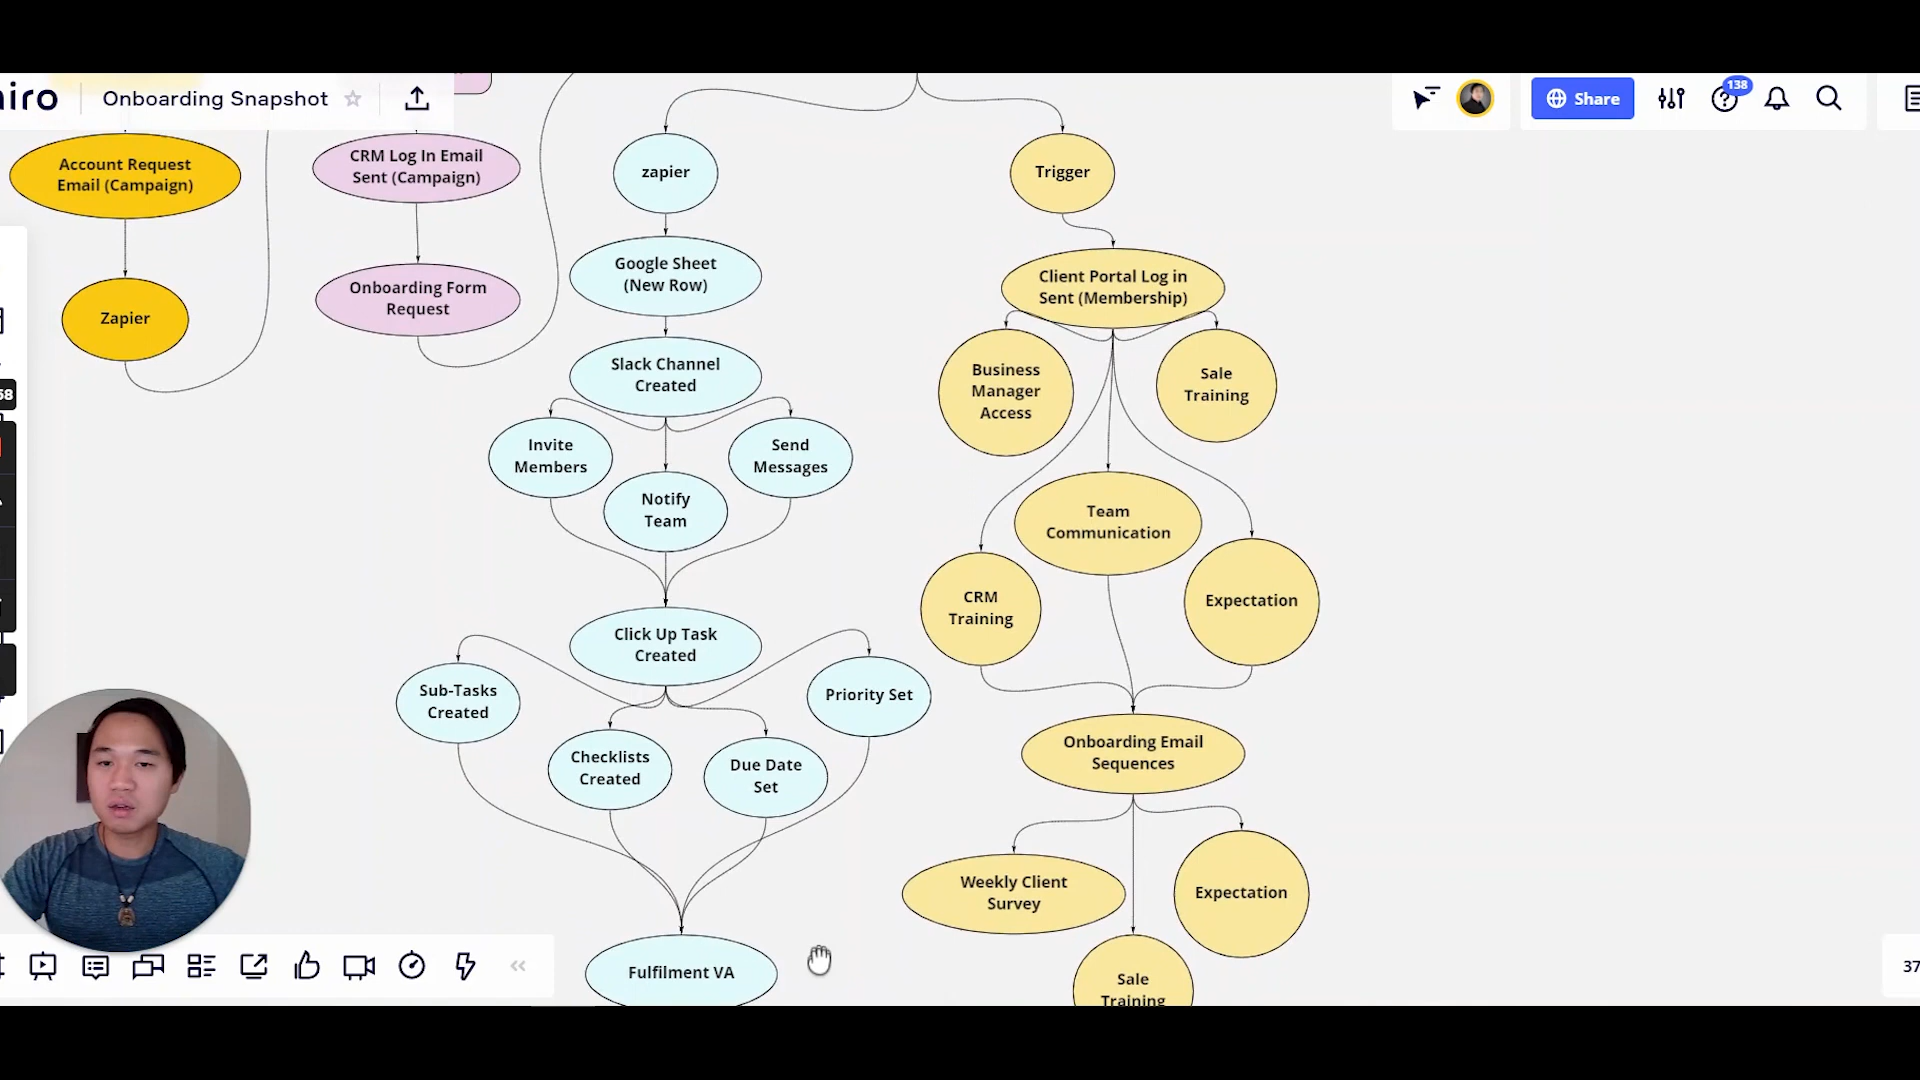 iro
Onboarding Snapshot
Share
138
Account Request
Email (Campaign)
Zapier
CRM Log In Email
Sent (Campaign)
Onboarding Form
Request
zapier
Google Sheet
(New Row)
Slack Channel
Created
Invite
Members
Notify
Team
Send
Messages
Click Up Task
Created
Sub-Tasks
Created
Checklists
Created
Due Date
Set
Priority Set
Fulfilment VA
Trigger
Client Portal Log in
Sent (Membership)
Business
Manager
Access
Sale
Training
Team
Communication
CRM
Training
Expectation
Onboarding Email
Sequences
Weekly Client
Survey
Expectation
Sale
Training
58
37